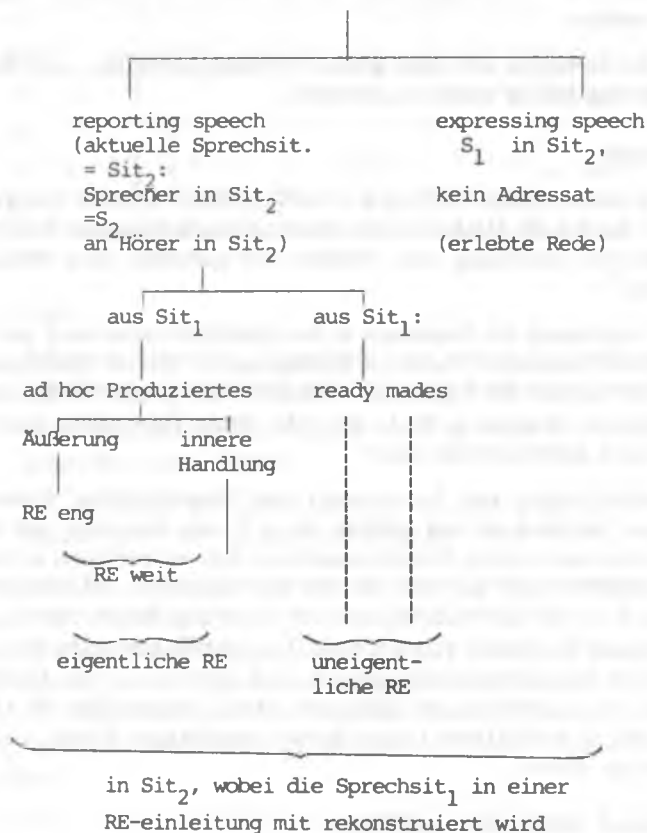 reporting speech
(aktuelle Sprechsit.
= Sit₂:
Sprecher in Sit₂
=S₂
an Hörer in Sit₂)
expressing speech
S₁ in Sit₂,
kein Adressat
(erlebte Rede)
aus Sit₁
aus Sit₁:
ad hoc Produziertes
ready mades
Äußerung
innere
Handlung
RE eng
RE weit
eigentliche RE
uneigent-
liche RE
in Sit₂, wobei die Sprechsit₁ in einer
RE-einleitung mit rekonstruiert wird